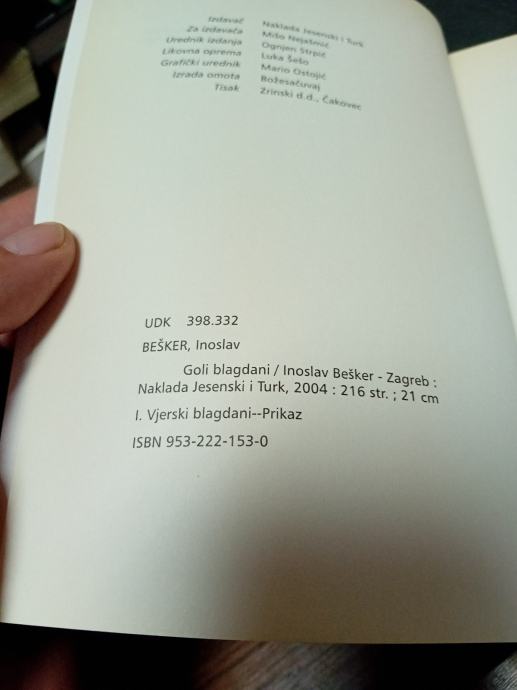 Izdavač Naklada Jesenski i Turk
Za izdavača Mišo Nejašmić
Urednik izdanja Ognjen Strpić
Likovna oprema Luka Šešo
Grafički urednik Mario Ostojić
Izrada omota Božesačuvaj
Tisak Zrinski d.d., Čakovec
UDK 398.332
BEŠKER, Inoslav
Goli blagdani / Inoslav Bešker - Zagreb :
Naklada Jesenski i Turk, 2004 : 216 str. ; 21 cm
I. Vjerski blagdani--Prikaz
ISBN 953-222-153-0